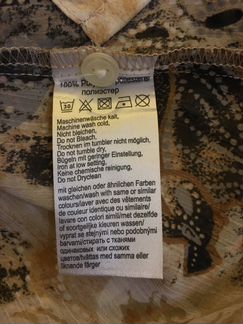 100% Polyester
полиэстер
30
Maschinenwäsche kalt,
Machine wash cold,
Nicht bleichen,
Do not Bleach,
Trocknen im tumbler nicht möglich,
Do not tumble dry,
Bügeln mit geringer Einstellung,
Iron at low setting,
Keine chemische reinigung,
Do not Dryclean
mit gleichen oder ähnlichen Farben
waschen/wash with same or similar
colours/laver avec des vêtements
de couleur identique ou similaire/
lavare con colori simili/met dezelfde
of soortgelijke kleuren wassen/
vyprat se stejnými nebo podobnými
barvami/стирать с тканями
одинаковых или схожих
цветов/tvättas med samma eller
liknande färger